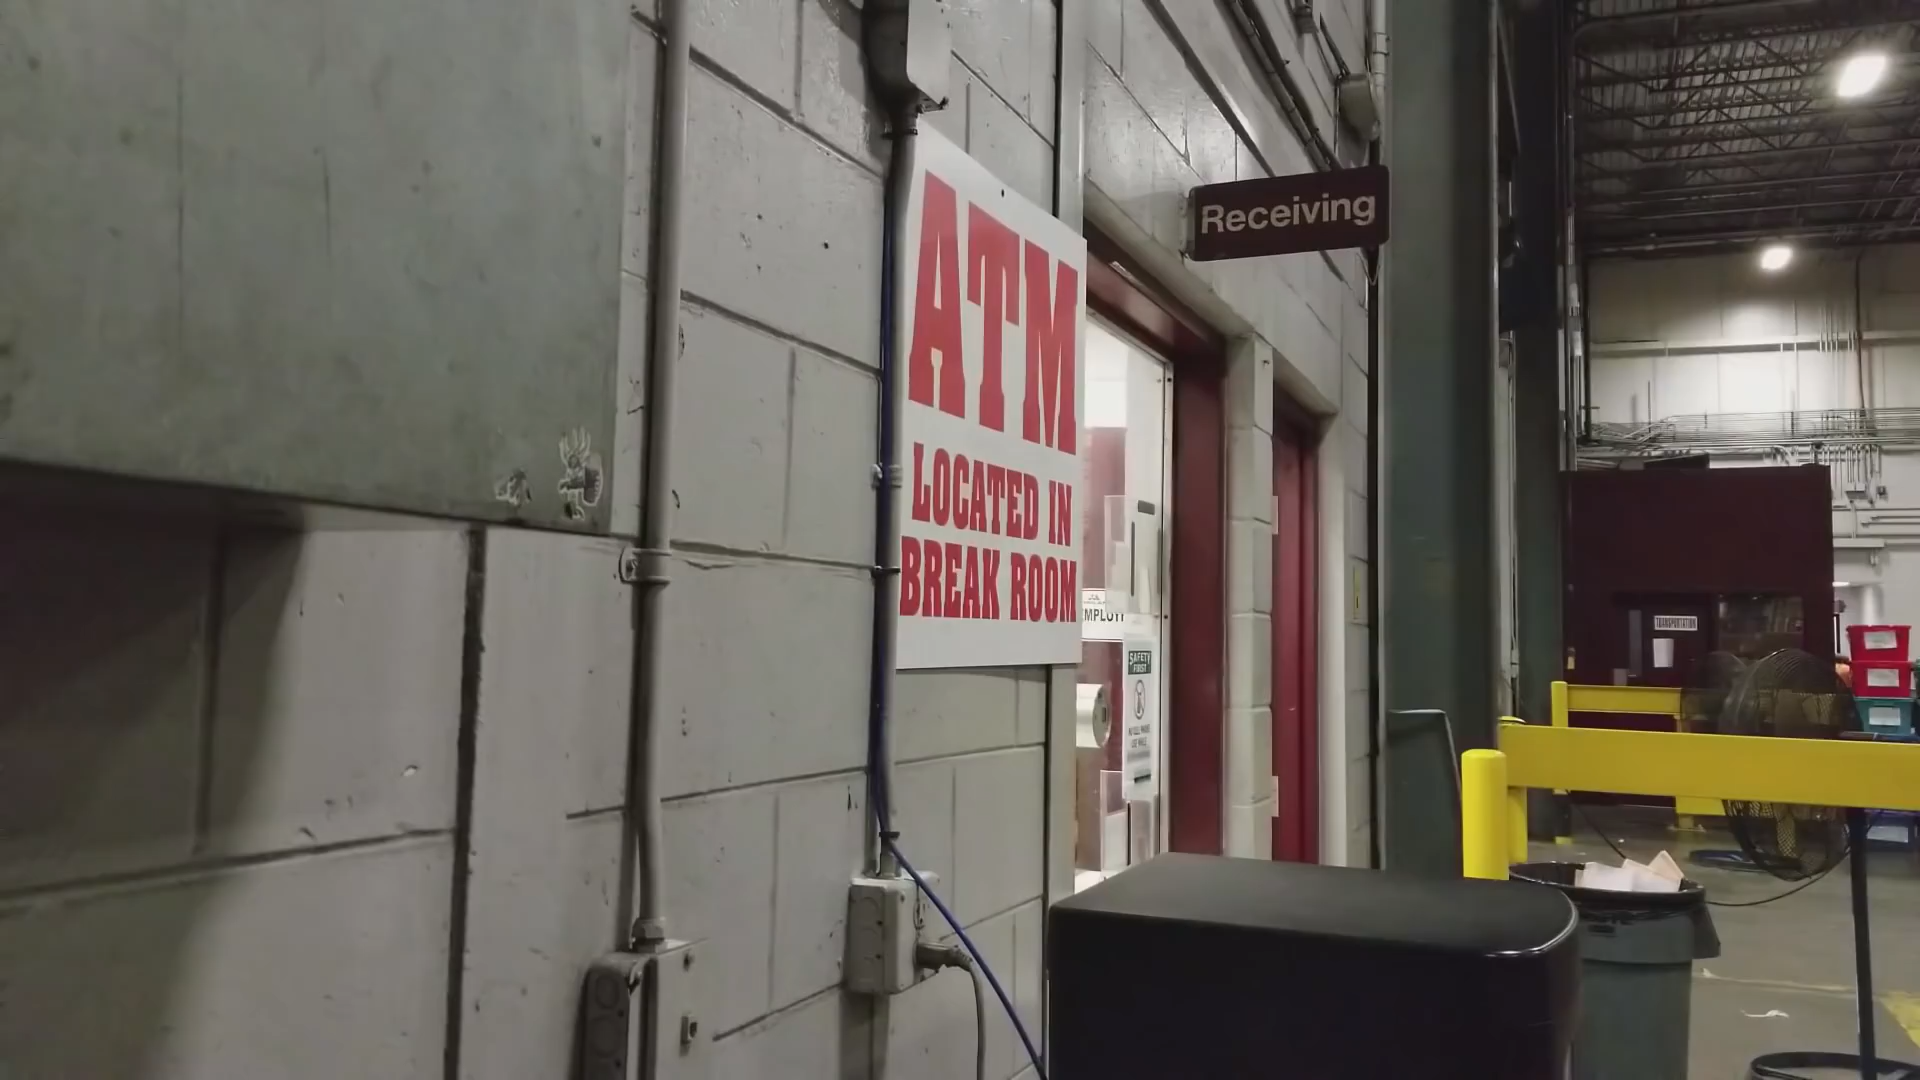 ATM
LOCATED IN
BREAK ROOM
Receiving
SAFETY
FIRST
TRANSPORTATION